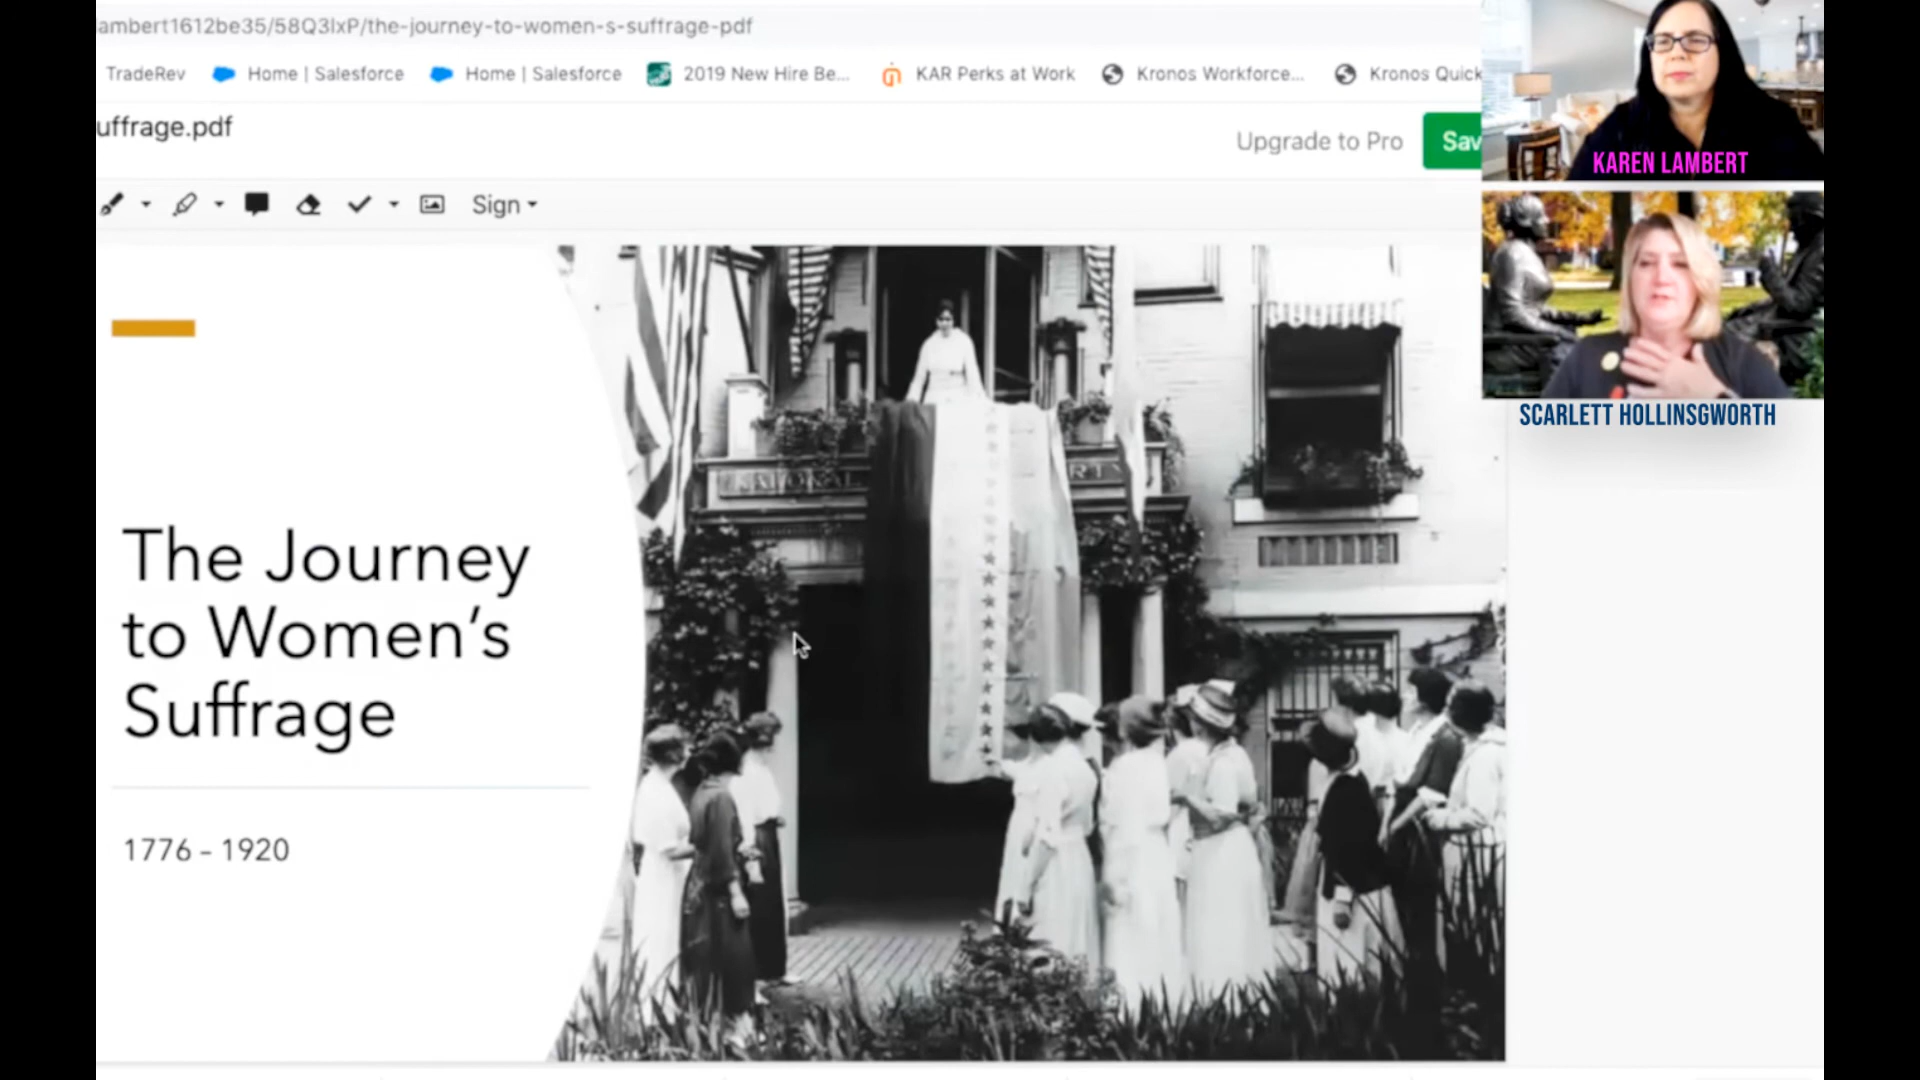 ambert1612be35/58Q3lxP/the-journey-to-women-s-suffrage-pdf
TradeRev Home | Salesforce Home | Salesforce 2019 New Hire Be... KAR Perks at Work Kronos Workforce... Kronos Quick
uffrage.pdf
Upgrade to Pro Sav
Sign
KAREN LAMBERT
SCARLETT HOLLINSGWORTH
NATIONAL
The Journey
to Women’s
Suffrage
1776 – 1920